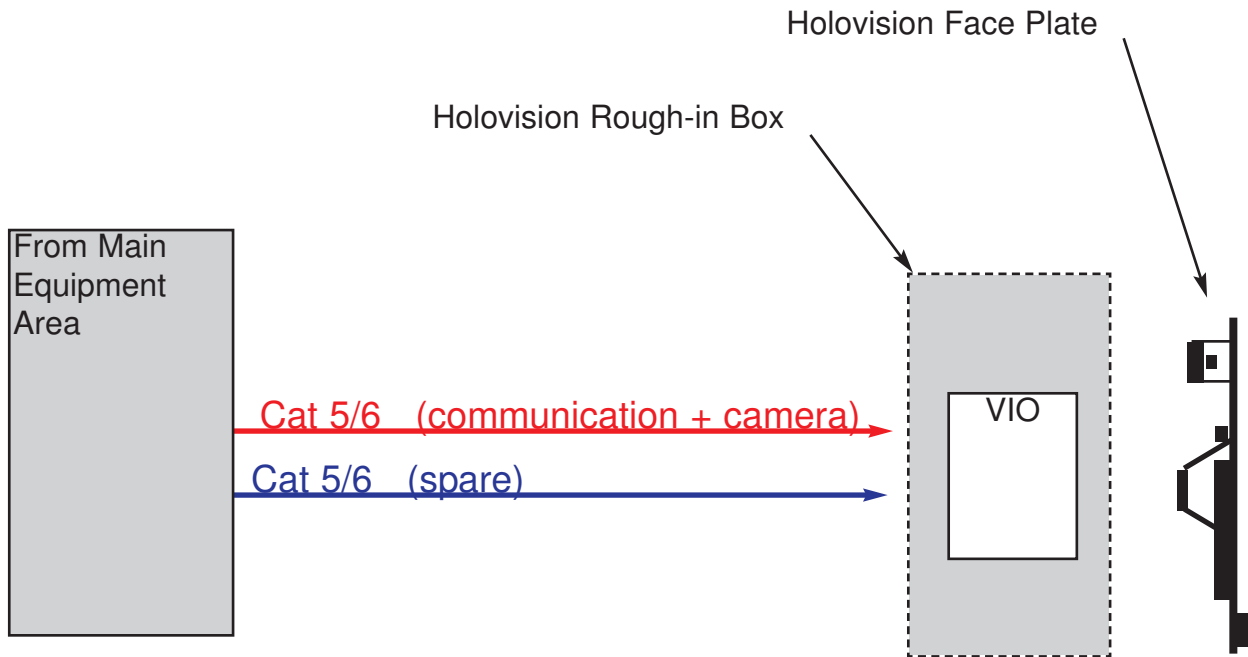 Holovision Face Plate
Holovision Rough-in Box
From Main
Equipment
Area
Cat 5/6 (communication + camera)
VIO
Cat 5/6 (spare)